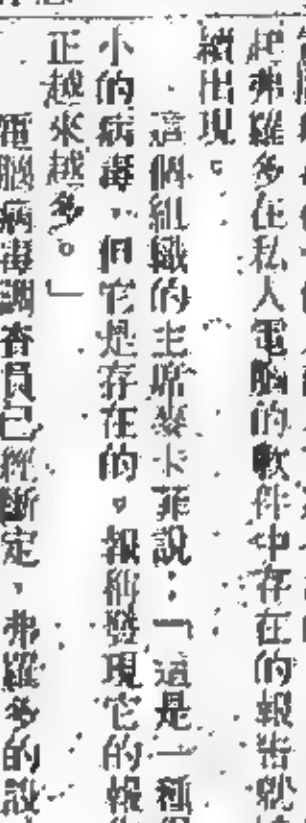 起弗羅多在私人電腦的軟件中存在的報告就
續出現。
這個組織的主席麥卡菲說：「這是一種
小的病毒，但它是存在的，報稱發現它的報
正越來越多。」
電腦病毒調查員已經斷定，弗羅多的設